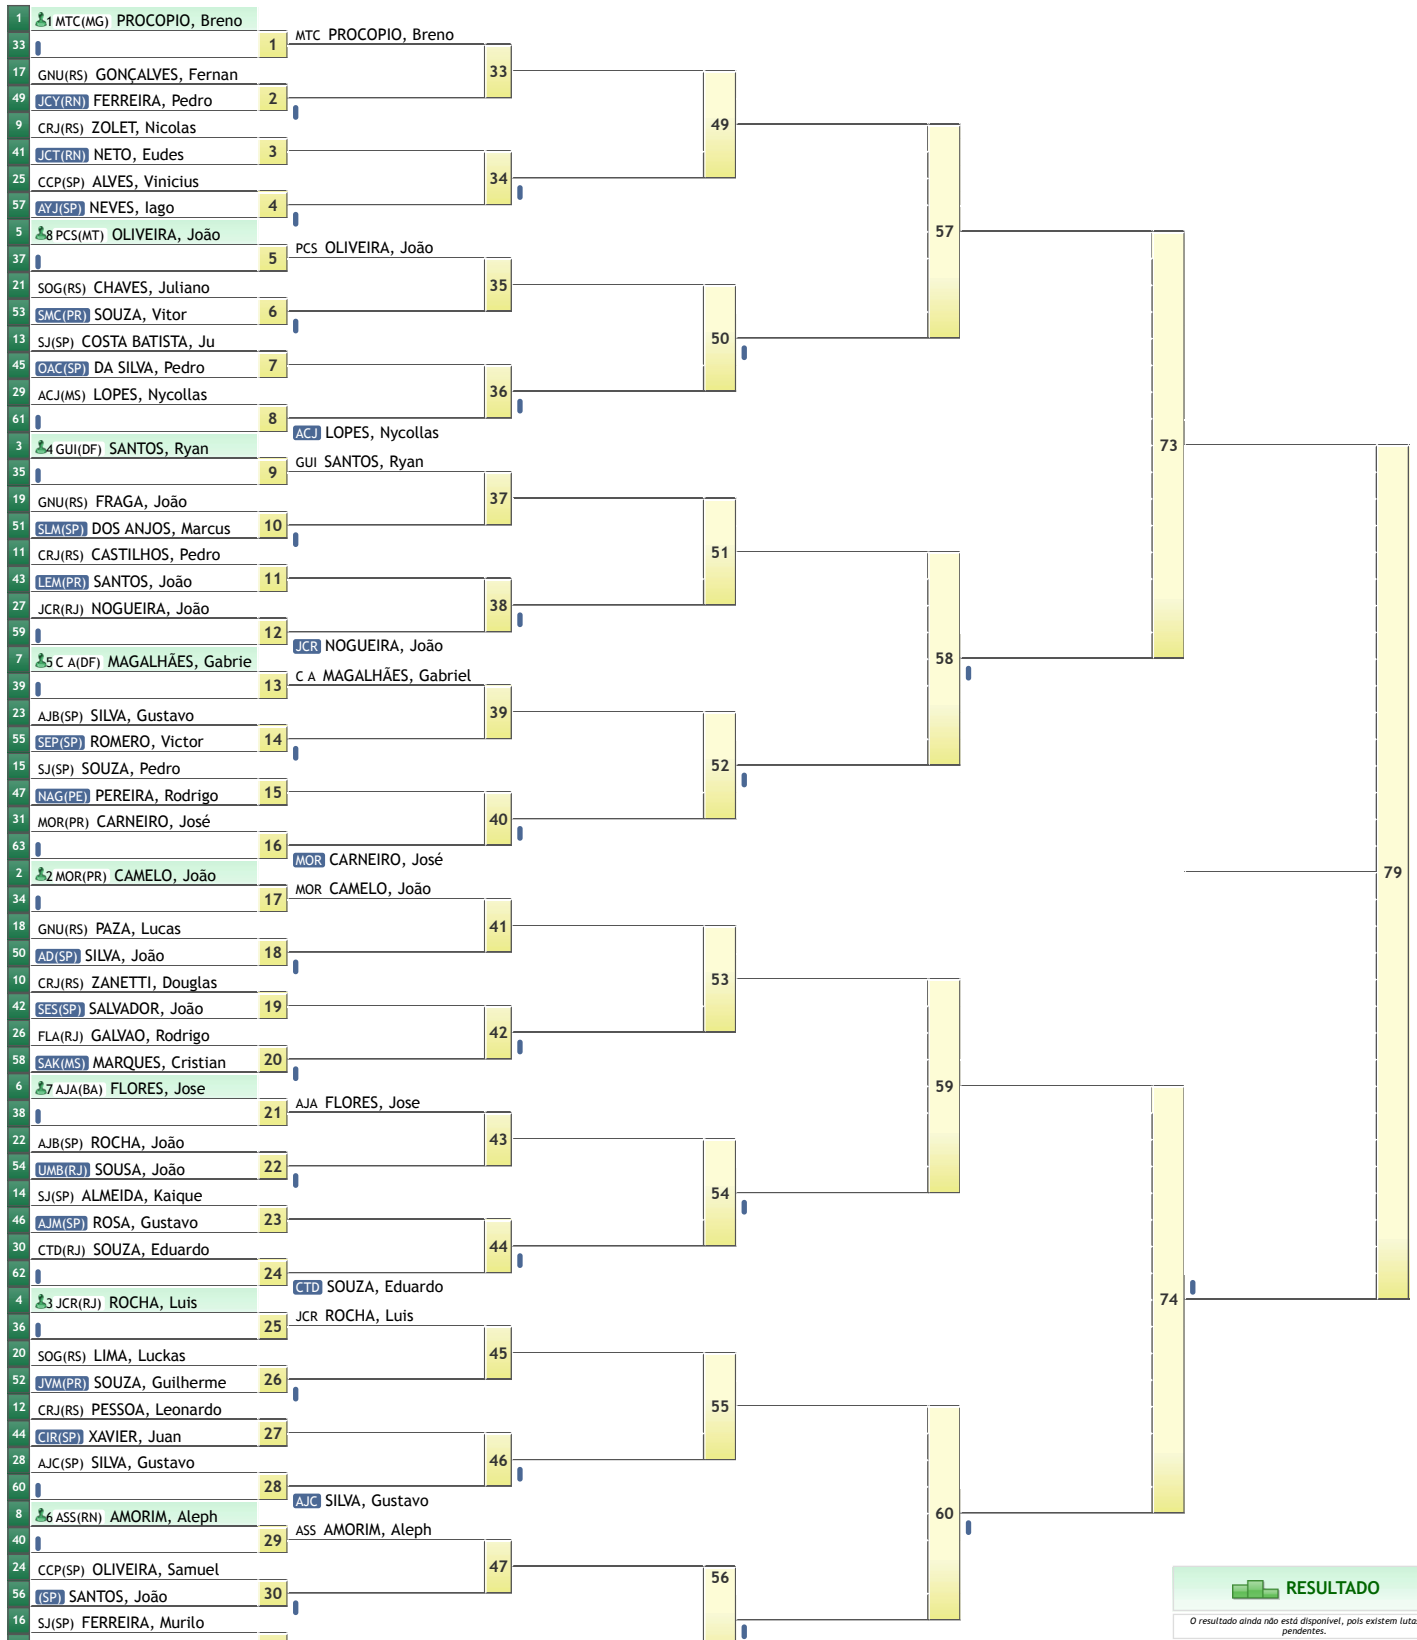 1 1 MTC(MG) PROCOPIO, Breno
33
1 MTC PROCOPIO, Breno
17 GNU(RS) GONÇALVES, Fernan
49 JCY(RN) FERREIRA, Pedro
2
33
9 CRJ(RS) ZOLET, Nicolas
41 JCT(RN) NETO, Eudes
3
49
25 CCP(SP) ALVES, Vinicius
57 AYJ(SP) NEVES, Iago
4
34
5 8 PCS(MT) OLIVEIRA, João
37
5 PCS OLIVEIRA, João
57
21 SOG(RS) CHAVES, Juliano
53 SMC(PR) SOUZA, Vitor
6
35
13 SJ(SP) COSTA BATISTA, Ju
45 OAC(SP) DA SILVA, Pedro
7
50
29 ACJ(MS) LOPES, Nycollas
61
8 ACJ LOPES, Nycollas
36
3 4 GUI(DF) SANTOS, Ryan
35
9 GUI SANTOS, Ryan
73
19 GNU(RS) FRAGA, João
51 SLM(SP) DOS ANJOS, Marcus
10
37
11 CRJ(RS) CASTILHOS, Pedro
43 LEM(PR) SANTOS, João
11
51
27 JCR(RJ) NOGUEIRA, João
59
12 JCR NOGUEIRA, João
38
7 5 C A(DF) MAGALHÃES, Gabrie
39
13 C A MAGALHÃES, Gabriel
58
23 AJB(SP) SILVA, Gustavo
55 SEP(SP) ROMERO, Victor
14
39
15 SJ(SP) SOUZA, Pedro
47 NAG(PE) PEREIRA, Rodrigo
15
52
31 MOR(PR) CARNEIRO, José
63
16 MOR CARNEIRO, José
40
2 2 MOR(PR) CAMELO, João
34
17 MOR CAMELO, João
79
18 GNU(RS) PAZA, Lucas
50 AD(SP) SILVA, João
18
41
10 CRJ(RS) ZANETTI, Douglas
42 SES(SP) SALVADOR, João
19
53
26 FLA(RJ) GALVAO, Rodrigo
58 SAK(MS) MARQUES, Cristian
20
42
6 7 AJA(BA) FLORES, Jose
38
21 AJA FLORES, Jose
59
22 AJB(SP) ROCHA, João
54 UMB(RJ) SOUSA, João
22
43
14 SJ(SP) ALMEIDA, Kaique
46 AJM(SP) ROSA, Gustavo
23
54
30 CTD(RJ) SOUZA, Eduardo
62
24 CTD SOUZA, Eduardo
44
4 3 JCR(RJ) ROCHA, Luis
36
25 JCR ROCHA, Luis
74
20 SOG(RS) LIMA, Luckas
52 JVM(PR) SOUZA, Guilherme
26
45
12 CRJ(RS) PESSOA, Leonardo
44 CIR(SP) XAVIER, Juan
27
55
28 AJC(SP) SILVA, Gustavo
60
28 AJC SILVA, Gustavo
46
8 6 ASS(RN) AMORIM, Aleph
40
29 ASS AMORIM, Aleph
60
24 CCP(SP) OLIVEIRA, Samuel
56 (SP) SANTOS, João
30
47
16 SJ(SP) FERREIRA, Murilo
56
RESULTADO
O resultado ainda não está disponível, pois existem lutas
pendentes.